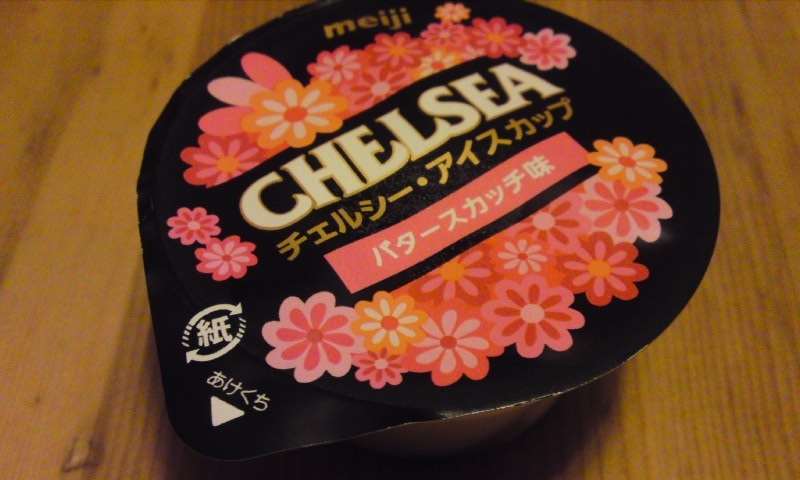 meiji
CHELSEA
チェルシー・アイスカップ
バタースカッチ味
紙
あけくち